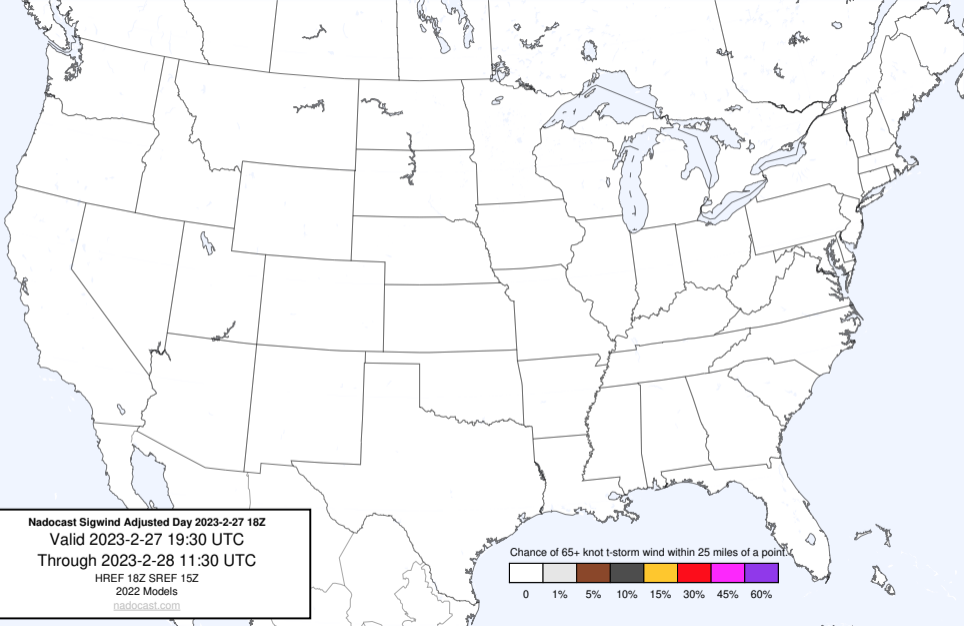 Nadocast Sigwind Adjusted Day 2023-2-27 18Z
Valid 2023-2-27 19:30 UTC
Through 2023-2-28 11:30 UTC
HREF 18Z SREF 15Z
2022 Models
nadocast.com
Chance of 65+ knot t-storm wind within 25 miles of a point.
0 1% 5% 10% 15% 30% 45% 60%